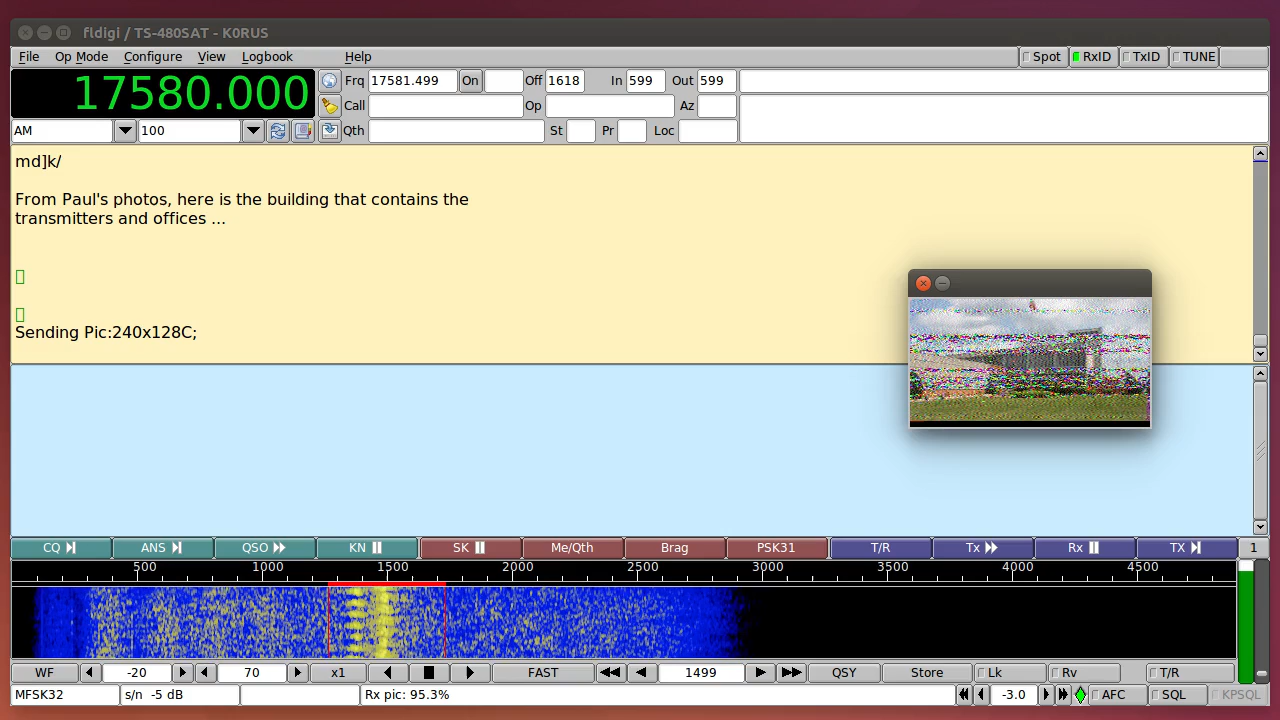 fldigi / TS-480SAT - K0RUS
File Op Mode Configure View Logbook Help Spot RxID TxID TUNE
17580.000 Frq 17581.499 On Off 1618 In 599 Out 599
Call Op Az
AM 100 Qth St Pr Loc
md]k/
From Paul's photos, here is the building that contains the
transmitters and offices ...
Sending Pic:240x128C;
CQ ANS QSO KN SK Me/Qth Brag PSK31 T/R Tx Rx TX 1
500 1000 1500 2000 2500 3000 3500 4000 4500
WF -20 70 x1 FAST 1499 QSY Store Lk Rv T/R
MFSK32 s/n -5 dB Rx pic: 95.3% -3.0 AFC SQL KPSQL